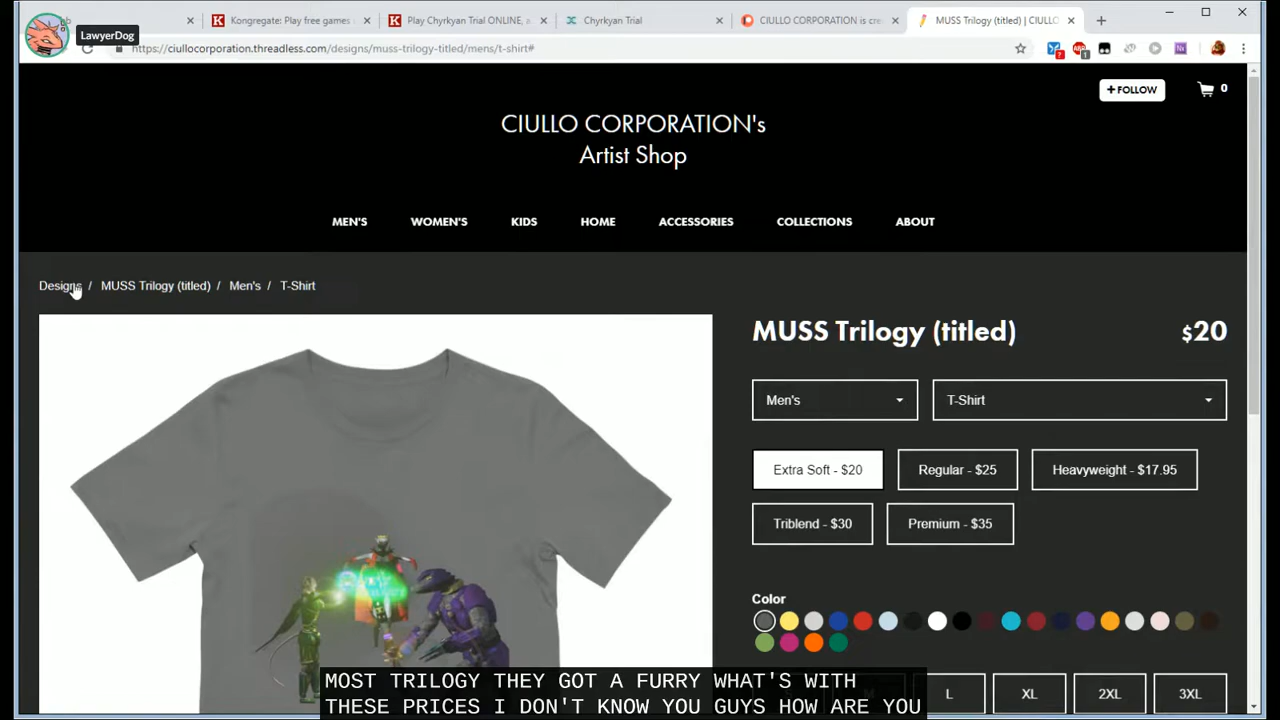 Kongregate: Play free games
Play Chyrkyan Trial ONLINE, a
Chyrkyan Trial
CIULLO CORPORATION is cre
MUSS Trilogy (titled) | CIULLO
LawyerDog
https://ciullocorporation.threadless.com/designs/muss-trilogy-titled/mens/t-shirt#
+ FOLLOW
0
CIULLO CORPORATION's
Artist Shop
MEN'S WOMEN'S KIDS HOME ACCESSORIES COLLECTIONS ABOUT
Designs / MUSS Trilogy (titled) / Men's / T-Shirt
MUSS Trilogy (titled) $20
Men's T-Shirt
Extra Soft - $20 Regular - $25 Heavyweight - $17.95
Triblend - $30 Premium - $35
Color
L XL 2XL 3XL
MOST TRILOGY THEY GOT A FURRY WHAT'S WITH
THESE PRICES I DON'T KNOW YOU GUYS HOW ARE YOU